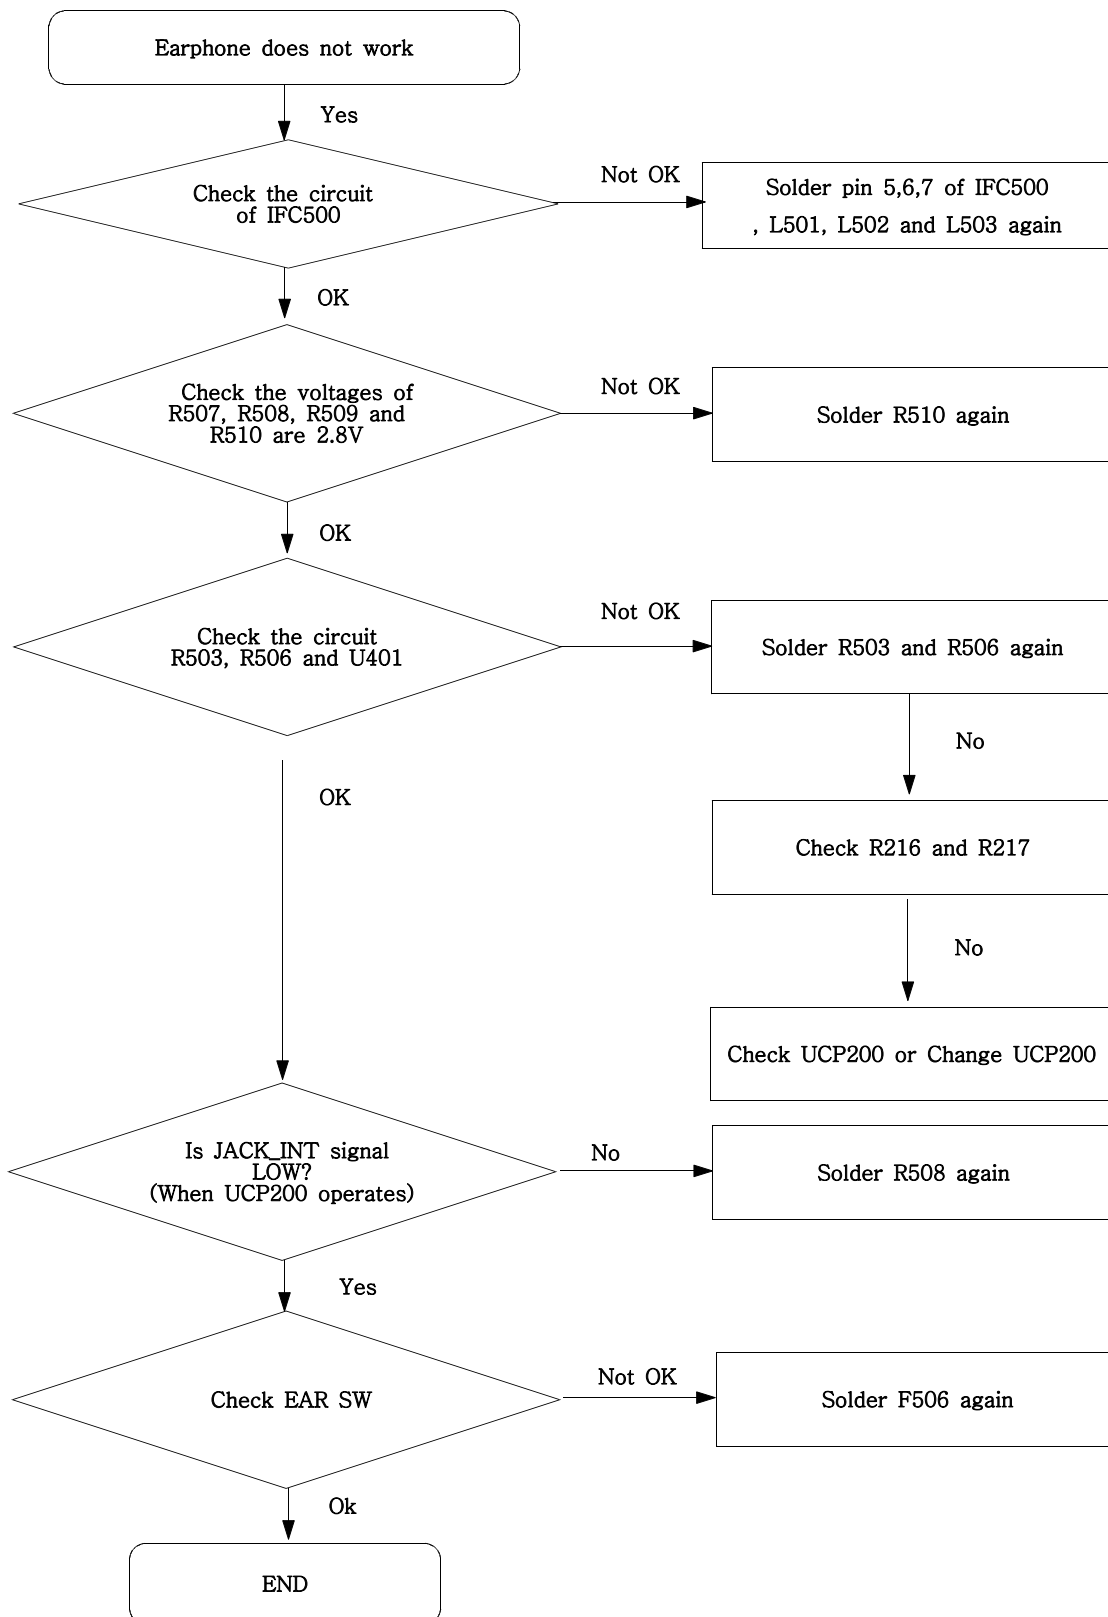 Earphone does not work
Yes
Check the circuit
of IFC500
Not OK
Solder pin 5,6,7 of IFC500
, L501, L502 and L503 again
OK
Check the voltages of
R507, R508, R509 and
R510 are 2.8V
Not OK
Solder R510 again
OK
Check the circuit
R503, R506 and U401
Not OK
Solder R503 and R506 again
No
OK
Check R216 and R217
No
Check UCP200 or Change UCP200
Is JACK_INT signal
LOW?
(When UCP200 operates)
No
Solder R508 again
Yes
Check EAR SW
Not OK
Solder F506 again
Ok
END